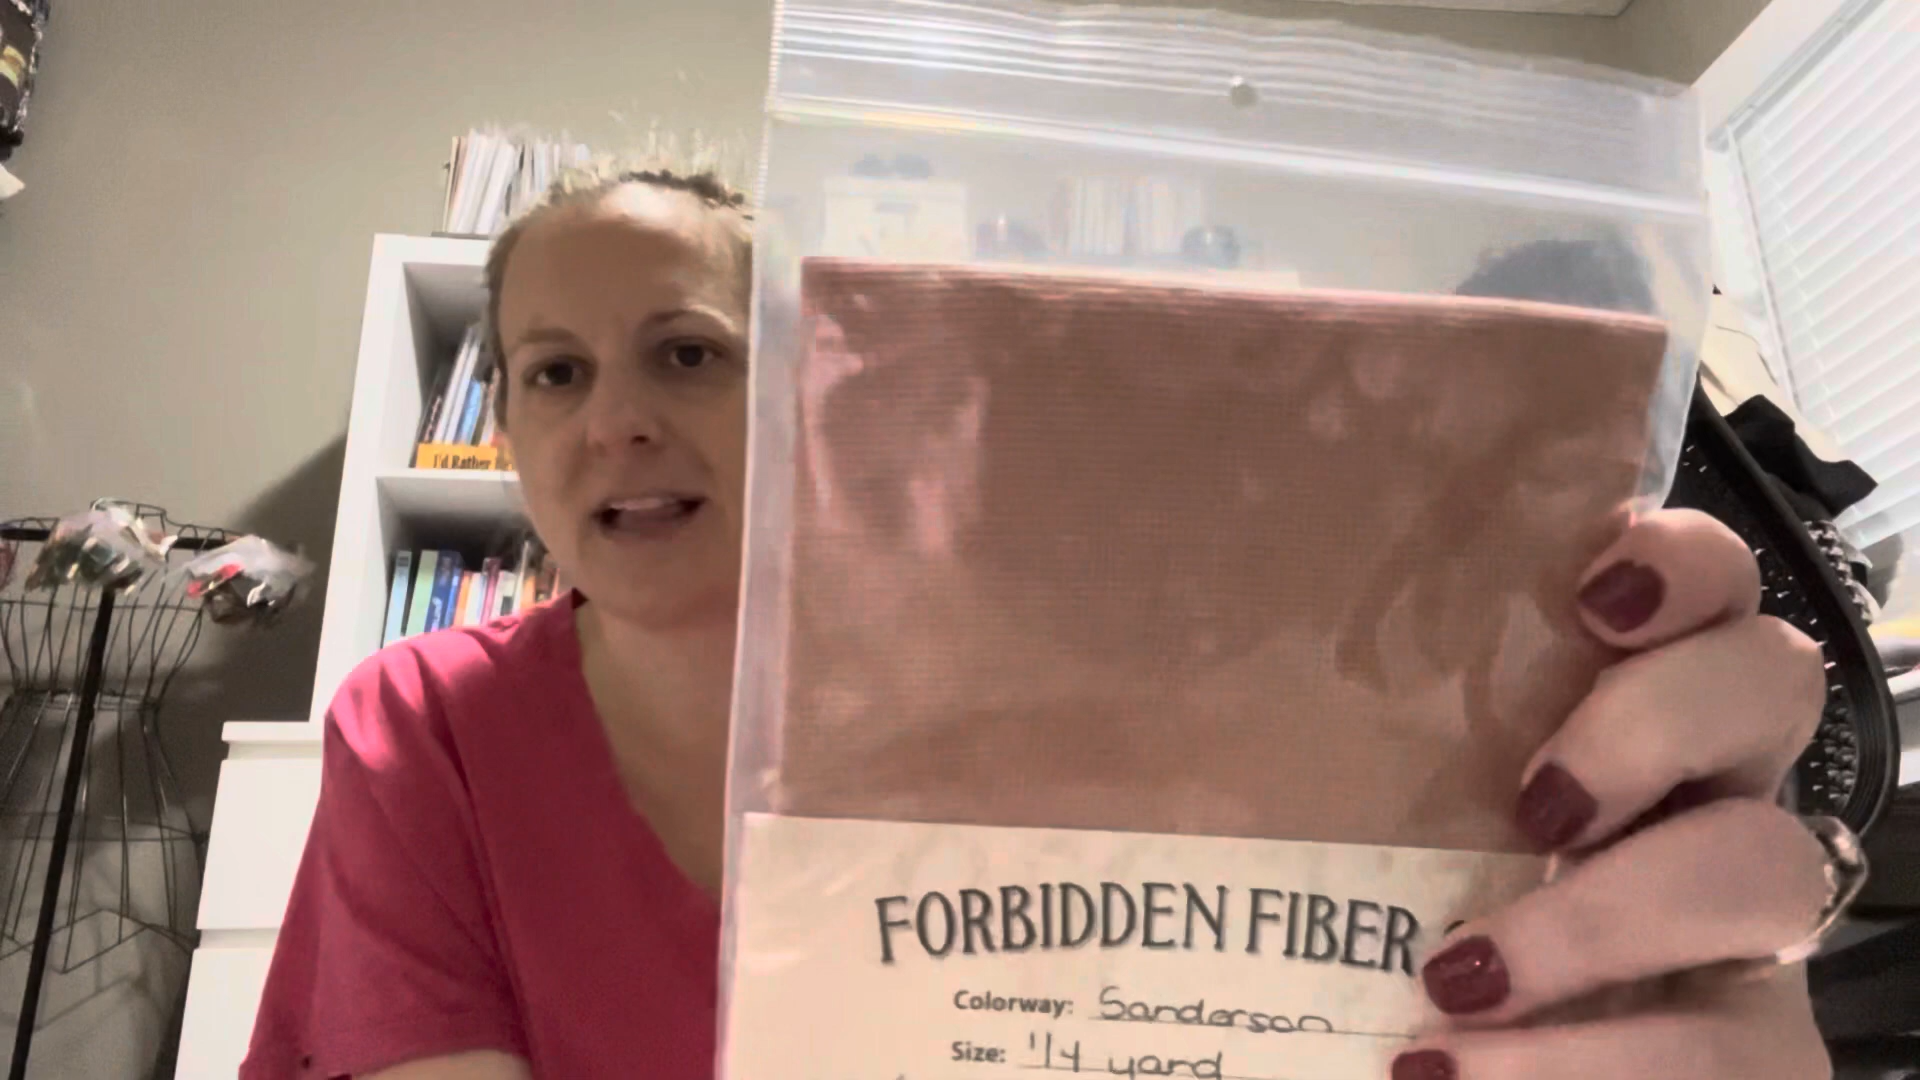 I'd Rather
FORBIDDEN FIBER
Colorway: Sanderson
Size: 1/4 yard